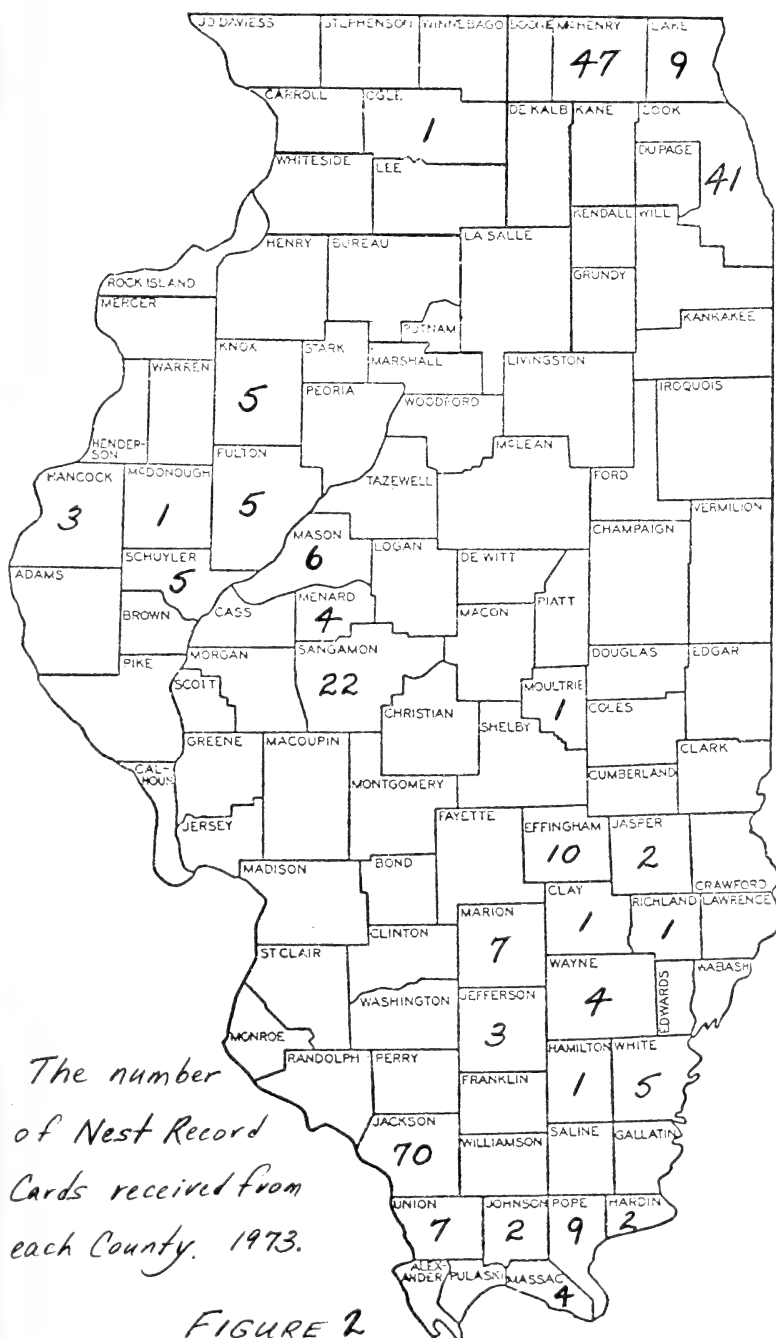 JO DAVIESS STEPHENSON WINNEBAGO BOONE McHENRY LAKE
47 9
CARROLL OGLE DE KALB KANE COOK
1
DU PAGE
WHITESIDE LEE 41
KENDALL WILL
HENRY BUREAU LA SALLE
GRUNDY
ROCK ISLAND
MERCER
KANKAKEE
PUTNAM
KNOX STARK
MARSHALL LIVINGSTON
WARREN
5
PEORIA IROQUOIS
WOODFORD
HENDER-
SON
FULTON McLEAN
HANCOCK McDONOUGH
3 1 5
TAZEWELL FORD
VERMILION
MASON
6
CHAMPAIGN
SCHUYLER
5
LOGAN DE WITT
ADAMS
MENARD
4
PIATT
BROWN CASS MACON
PIKE MORGAN SANGAMON
22
DOUGLAS EDGAR
SCOTT
MOULTRIE
1
CHRISTIAN
SHELBY COLES
GREENE MACOUPIN
CLARK
CAL-
HOUN
MONTGOMERY CUMBERLAND
JERSEY
FAYETTE EFFINGHAM JASPER
10 2
MADISON BOND
CLAY CRAWFORD
1
RICHLAND LAWRENCE
1
MARION
7
CLINTON
ST CLAIR
WAYNE
4
WABASH
EDWARDS
WASHINGTON JEFFERSON
3
MONROE
RANDOLPH PERRY
HAMILTON WHITE
1 5
FRANKLIN
JACKSON
70
WILLIAMSON SALINE GALLATIN
UNION JOHNSON POPE HARDIN
7 2 9 2
ALEX-
ANDER PULASKI MASSAC
4
The number
of Nest Record
Cards received from
each County. 1973.
FIGURE 2